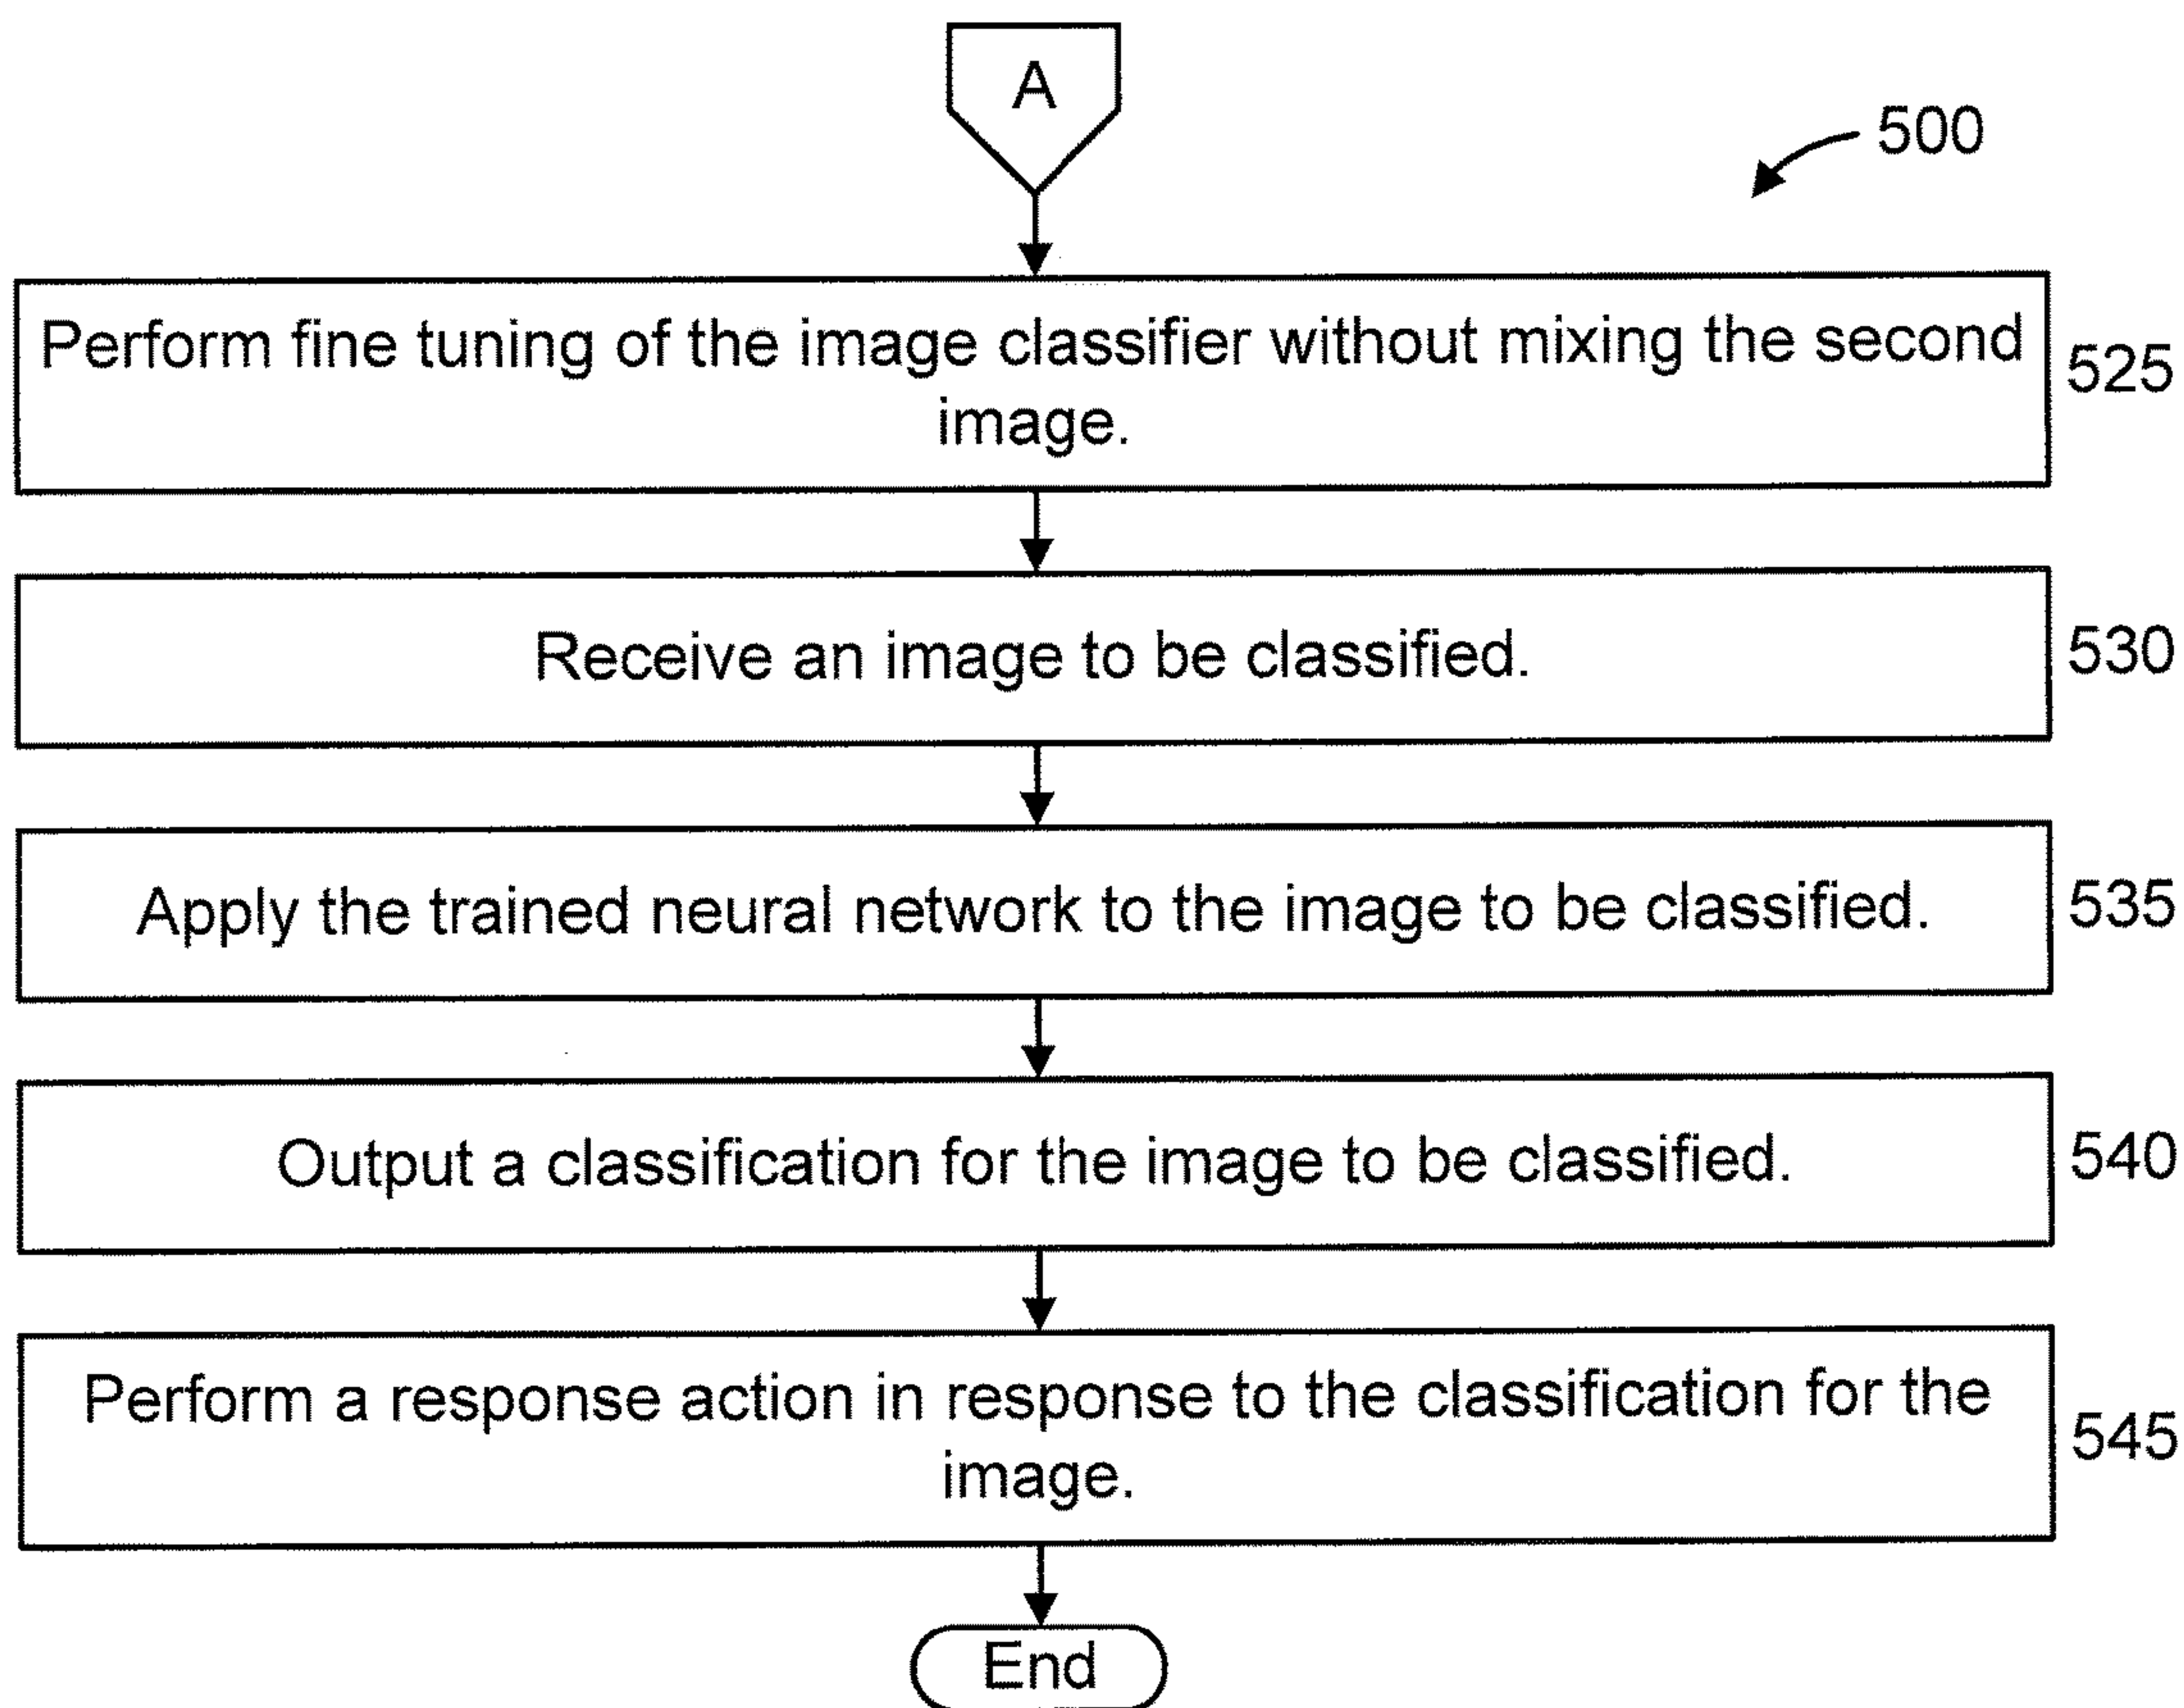 A
500
Perform fine tuning of the image classifier without mixing the second
image.
525
Receive an image to be classified.
530
Apply the trained neural network to the image to be classified.
535
Output a classification for the image to be classified.
540
Perform a response action in response to the classification for the
image.
545
End